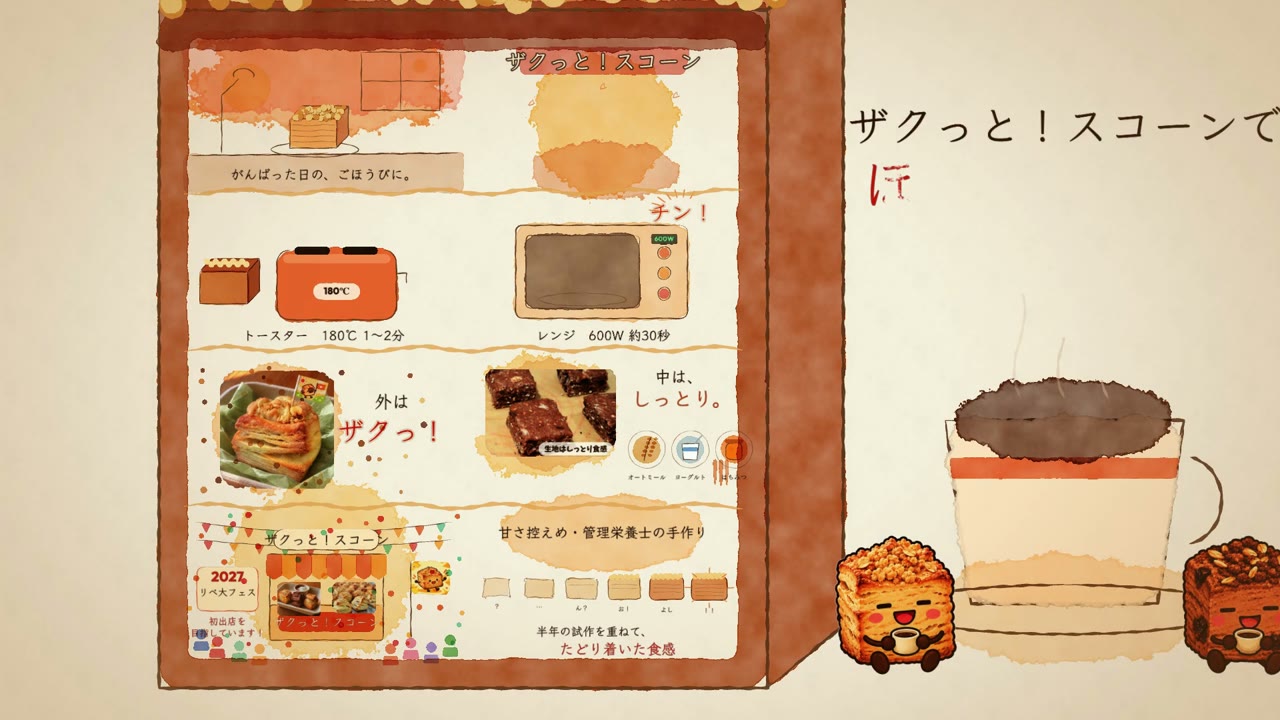 ザクっと！スコーン
がんばった日の、ごほうびに。
チン！
600W
180℃
トースター　180℃ 1〜2分
レンジ　600W 約30秒
外は
ザクっ！
中は、
しっとり。
生地はしっとり食感
オートミール
ヨーグルト
はちみつ
ザクっと！スコーン
2027
リベ大フェス
初出店を
目指しています！
ザクっと！スコーン
甘さ控えめ・管理栄養士の手作り
?
…
ん?
お!
よし
!!
半年の試作を重ねて、
たどり着いた食感
ザクっと！スコーンで